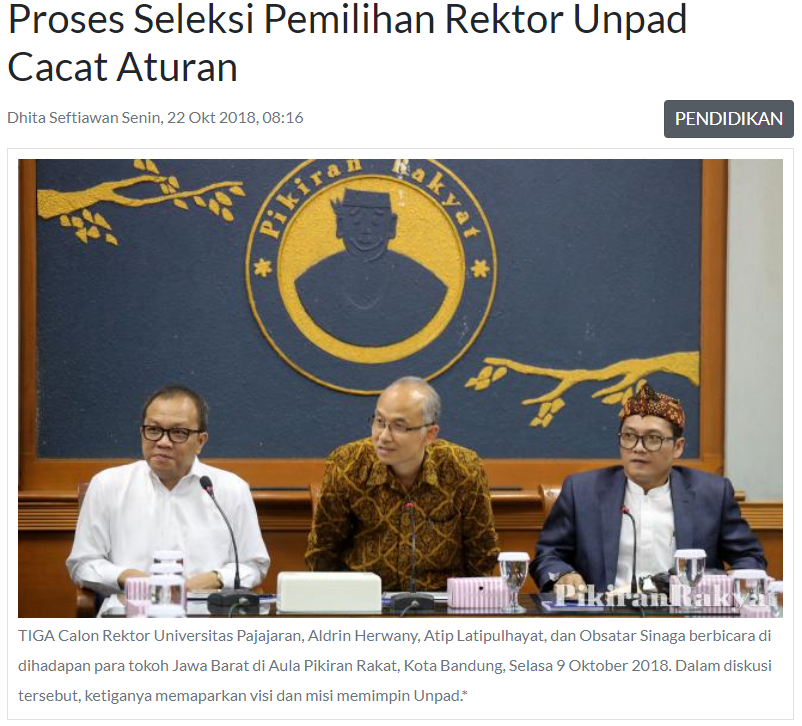 Proses Seleksi Pemilihan Rektor Unpad
Cacat Aturan
Dhita Seftiawan Senin, 22 Okt 2018, 08:16
PENDIDIKAN
Pikiran Rakyat
PikiranRakyat
TIGA Calon Rektor Universitas Pajajaran, Aldrin Herwany, Atip Latipulhayat, dan Obsatar Sinaga berbicara di
dihadapan para tokoh Jawa Barat di Aula Pikiran Rakat, Kota Bandung, Selasa 9 Oktober 2018. Dalam diskusi
tersebut, ketiganya memaparkan visi dan misi memimpin Unpad.*